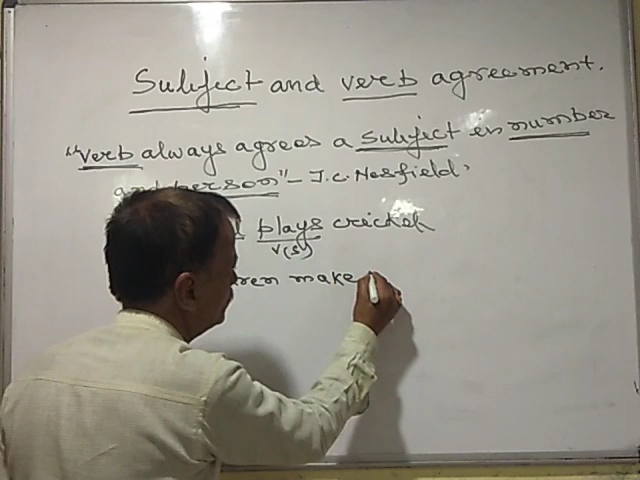 Subject and verb agreement.
"Verb always agrees a subject in number
and person" - J.C. Nesfield.
plays cricket
V(S)
make